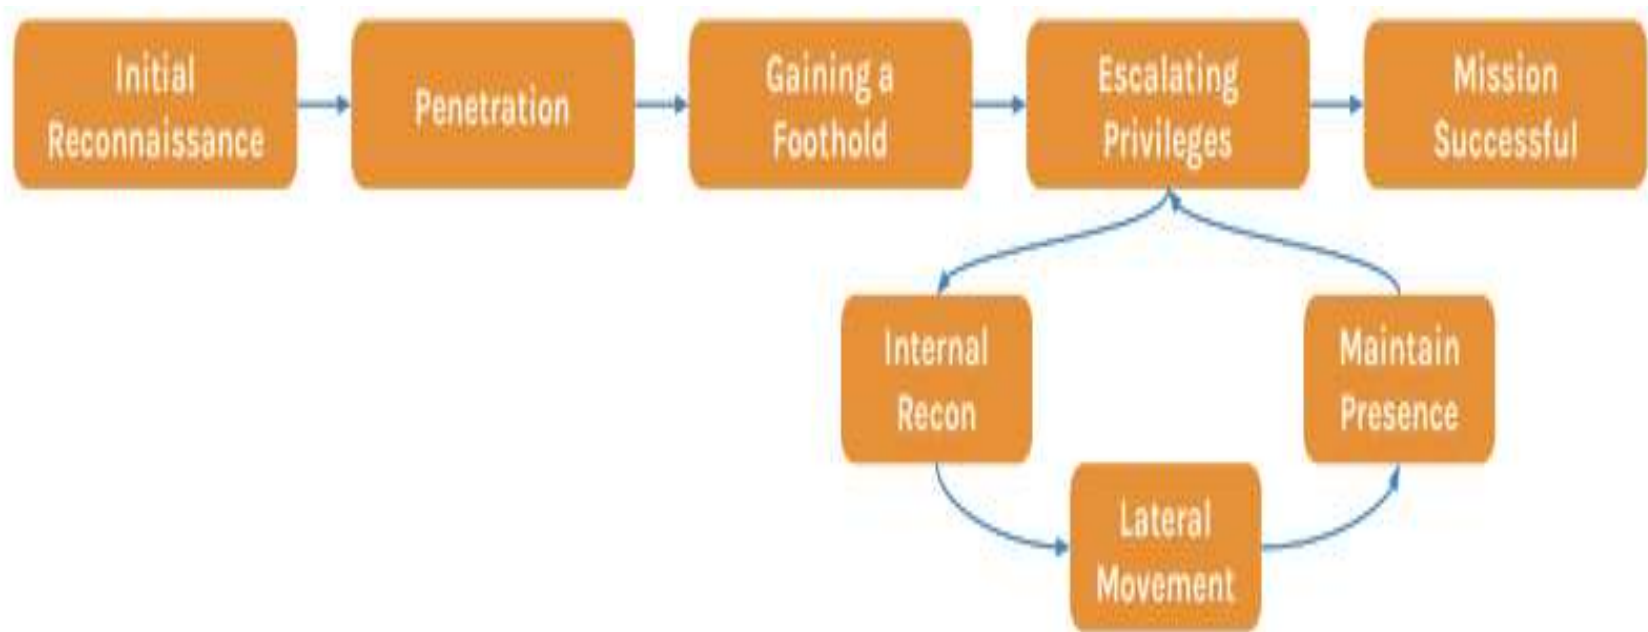 Initial
Reconnaissance
Penetration
Gaining a
Foothold
Escalating
Privileges
Mission
Successful
Internal
Recon
Maintain
Presence
Lateral
Movement